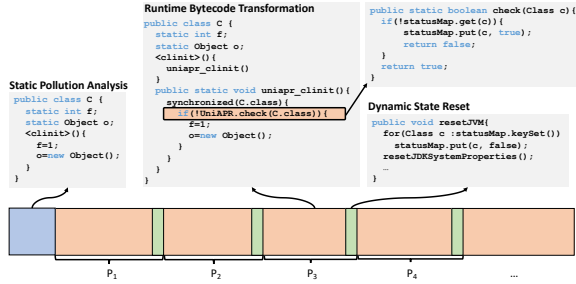 Static Pollution Analysis
public class C {
static int f;
static Object o;
<clinit>(){
f=1;
o=new Object();
}
}
Runtime Bytecode Transformation
public class C {
static int f;
static Object o;
<clinit>(){
uniapr_clinit()
}
public static void uniapr_clinit(){
synchronized(C.class){
if(!UniAPR.check(C.class)){
f=1;
o=new Object();
}
}
}
public static boolean check(Class c){
if(!statusMap.get(c)){
statusMap.put(c, true);
return false;
}
return true;
}
Dynamic State Reset
public void resetJVM{
for(Class c :statusMap.keySet())
statusMap.put(c, false);
resetJDKSystemProperties();
…
}
P1
P2
P3
P4
…